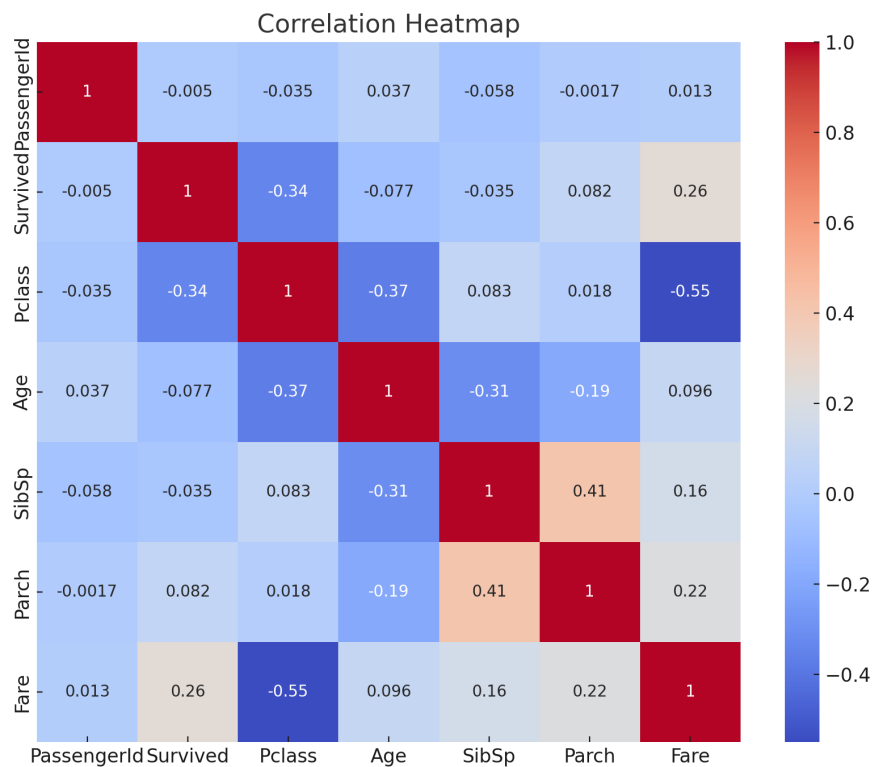 Correlation Heatmap
PassengerId 1 -0.005 -0.035 0.037 -0.058 -0.0017 0.013
Survived -0.005 1 -0.34 -0.077 -0.035 0.082 0.26
Pclass -0.035 -0.34 1 -0.37 0.083 0.018 -0.55
Age 0.037 -0.077 -0.37 1 -0.31 -0.19 0.096
SibSp -0.058 -0.035 0.083 -0.31 1 0.41 0.16
Parch -0.0017 0.082 0.018 -0.19 0.41 1 0.22
Fare 0.013 0.26 -0.55 0.096 0.16 0.22 1
PassengerId Survived Pclass Age SibSp Parch Fare
1.0
0.8
0.6
0.4
0.2
0.0
−0.2
−0.4